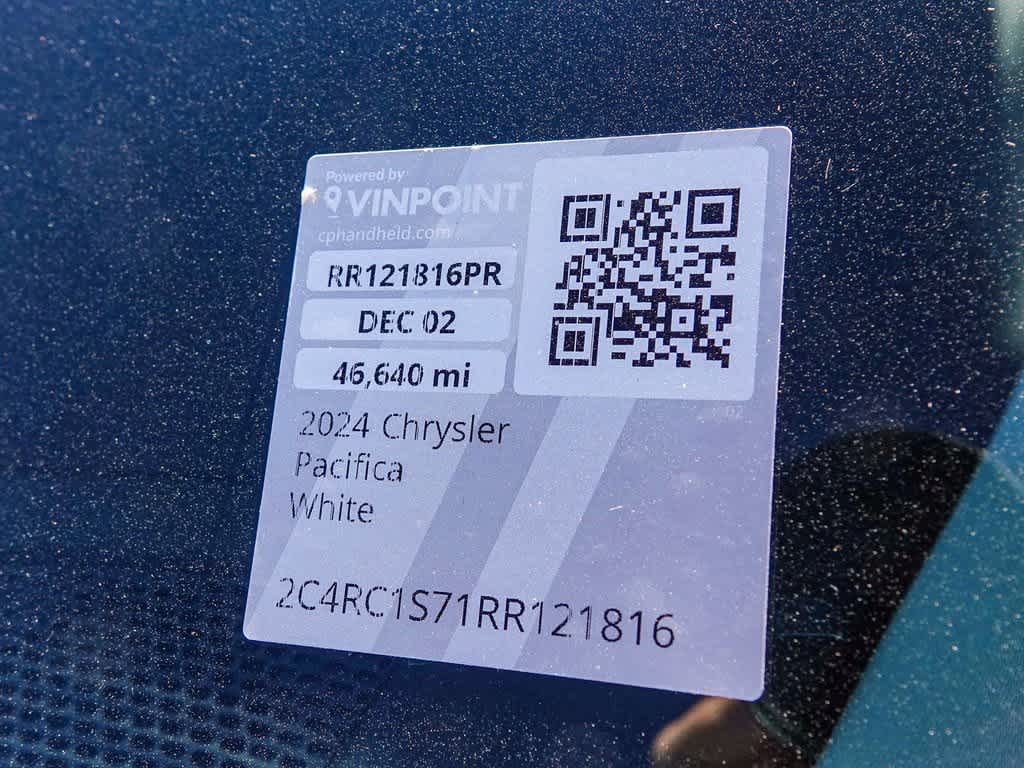 Powered by
VINPOINT
cphandheld.com
RR121816PR
DEC 02
46,640 mi
2024 Chrysler
Pacifica
White
2C4RC1S71RR121816